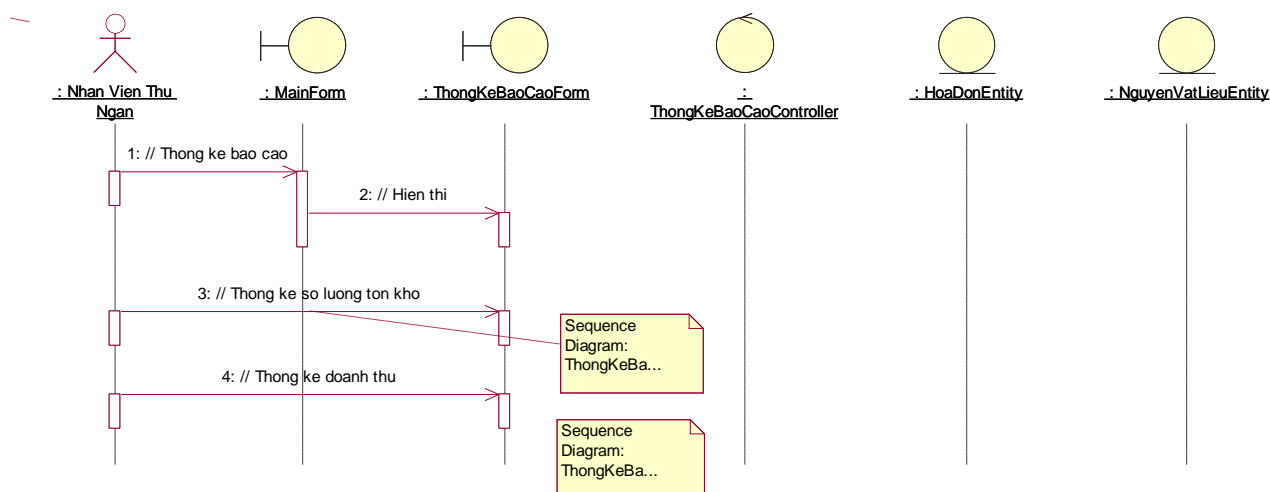 : Nhan Vien Thu
Ngan
: MainForm
: ThongKeBaoCaoForm
:
ThongKeBaoCaoController
: HoaDonEntity
: NguyenVatLieuEntity
1: // Thong ke bao cao
2: // Hien thi
3: // Thong ke so luong ton kho
Sequence
Diagram:
ThongKeBa...
4: // Thong ke doanh thu
Sequence
Diagram:
ThongKeBa...